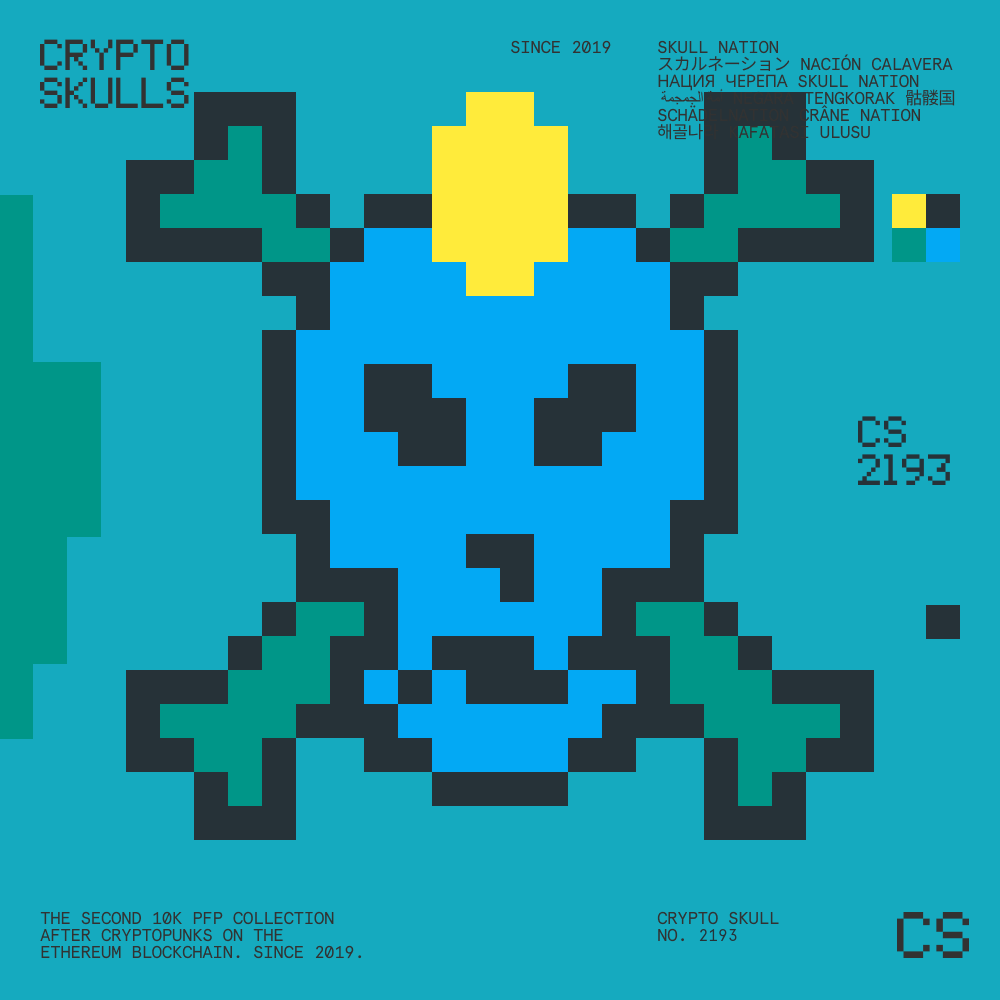 CRYPTO
SKULLS
SINCE 2019
SKULL NATION
スカルネーション NACIÓN CALAVERA
НАЦИЯ ЧЕРЕПА SKULL NATION
TENGKORAK 骷髅国
CRÂNE NATION
ULUSU
CS
2193
THE SECOND 10K PFP COLLECTION
AFTER CRYPTOPUNKS ON THE
ETHEREUM BLOCKCHAIN. SINCE 2019.
CRYPTO SKULL
NO. 2193
CS